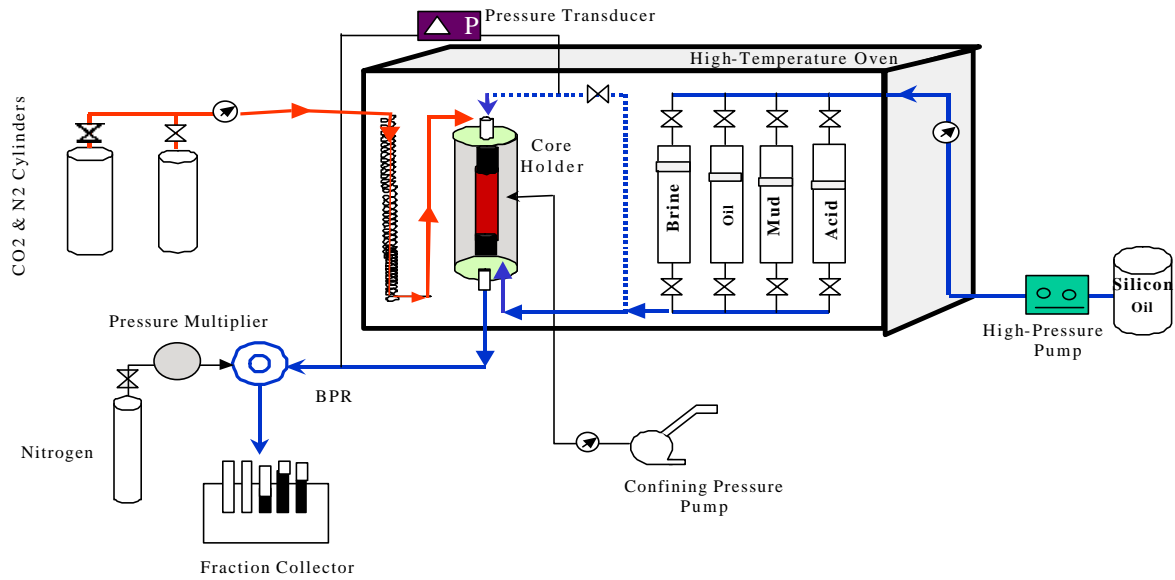 Pressure Transducer
P
High-Temperature Oven
CO2 & N2 Cylinders
Core
Holder
Brine
Oil
Mud
Acid
Silicon
Oil
High-Pressure
Pump
Pressure Multiplier
BPR
Nitrogen
Confining Pressure
Pump
Fraction Collector